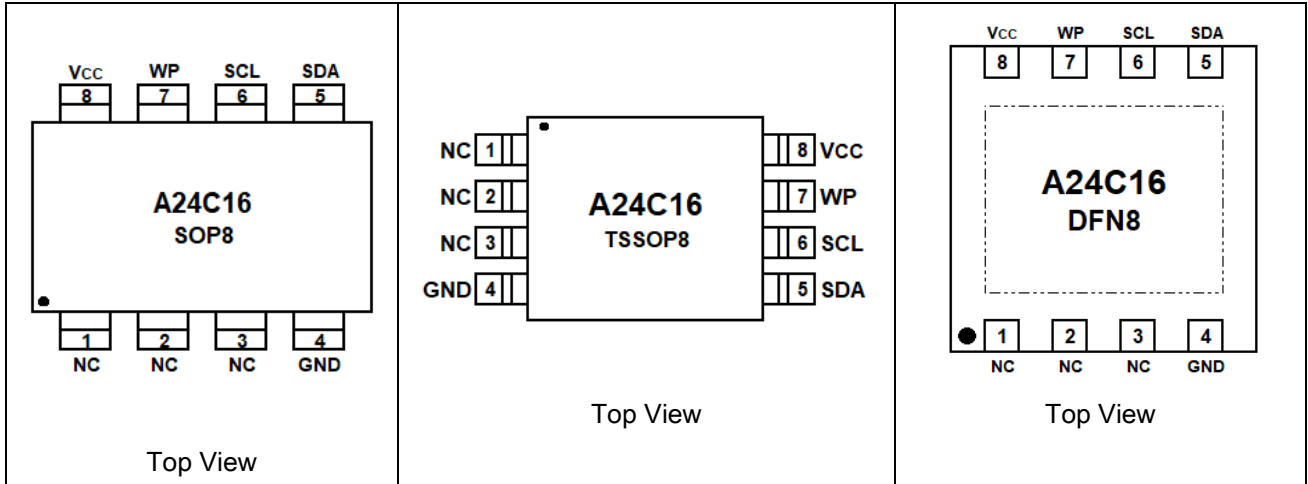 VCC WP SCL SDA
8 7 6 5
A24C16
SOP8
1 2 3 4
NC NC NC GND
Top View
NC 1 8 VCC
NC 2 7 WP
A24C16
TSSOP8
NC 3 6 SCL
GND 4 5 SDA
Top View
VCC WP SCL SDA
8 7 6 5
A24C16
DFN8
1 2 3 4
NC NC NC GND
Top View